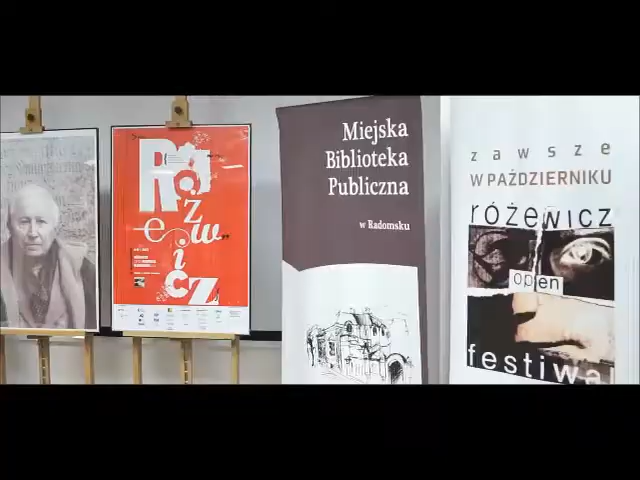 Różewicz
Miejska
Biblioteka
Publiczna
w Radomsku
zawsze
W PAŹDZIERNIKU
różewicz
open
festiwal